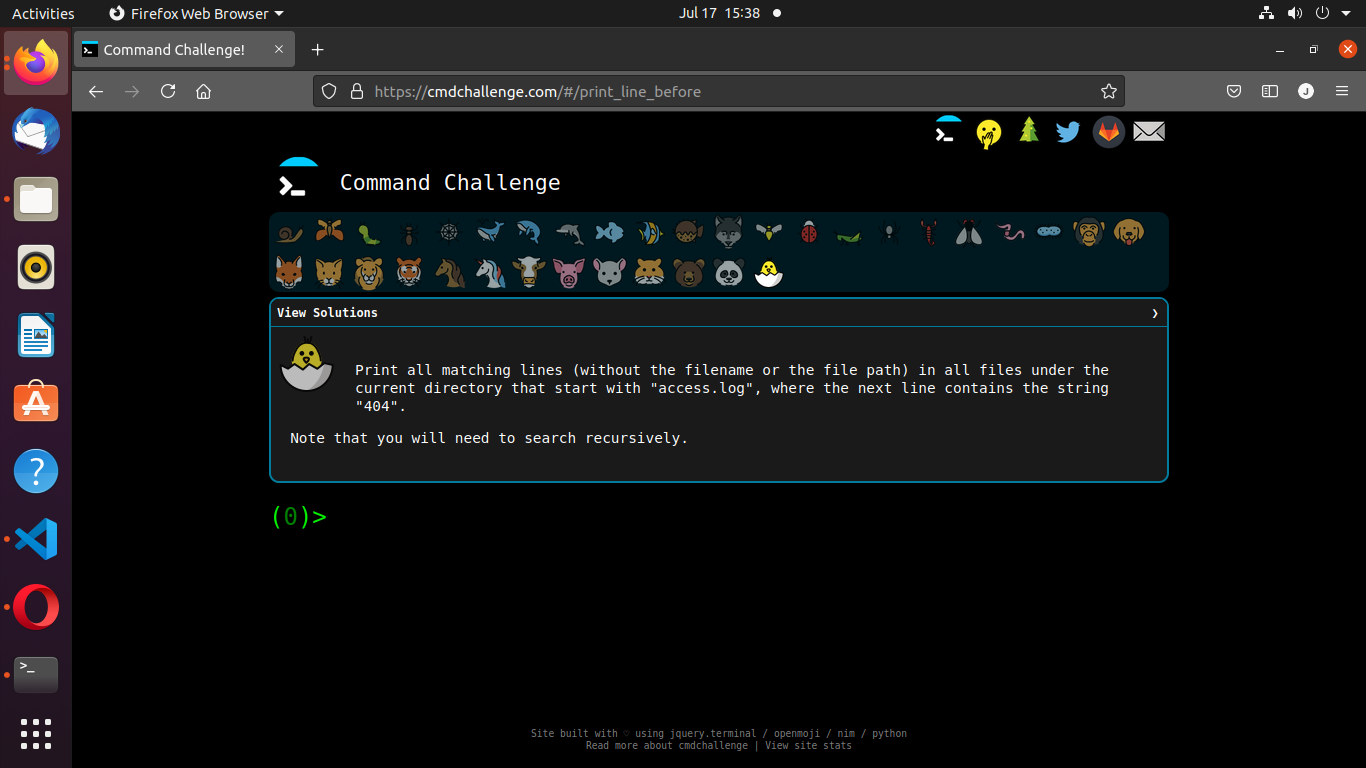 Activities
Firefox Web Browser
Jul 17 15:38
Command Challenge!
https://cmdchallenge.com/#/print_line_before
J
Command Challenge
View Solutions
Print all matching lines (without the filename or the file path) in all files under the
current directory that start with "access.log", where the next line contains the string
"404".
Note that you will need to search recursively.
(0)>
Site built with ♡ using jquery.terminal / openmoji / nim / python
Read more about cmdchallenge | View site stats